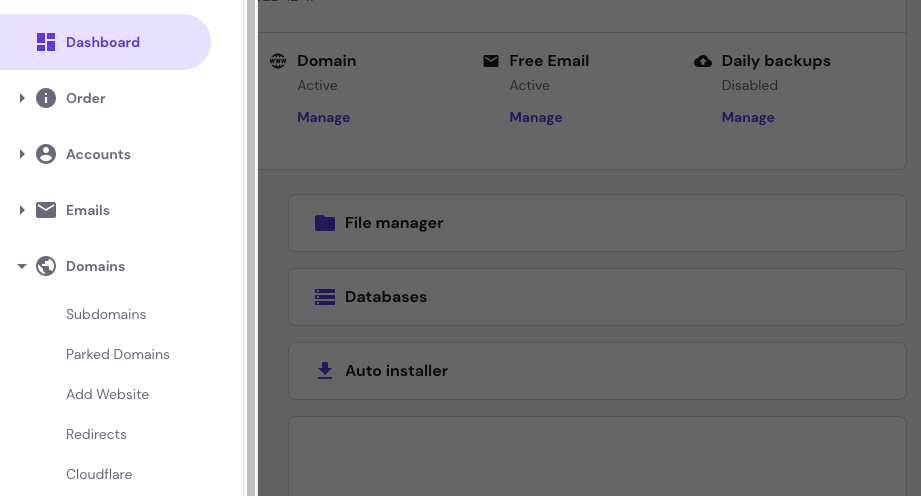 Dashboard
Order
Accounts
Emails
Domains
Subdomains
Parked Domains
Add Website
Redirects
Cloudflare
www Domain
Active
Manage
Free Email
Active
Manage
Daily backups
Disabled
Manage
File manager
Databases
Auto installer